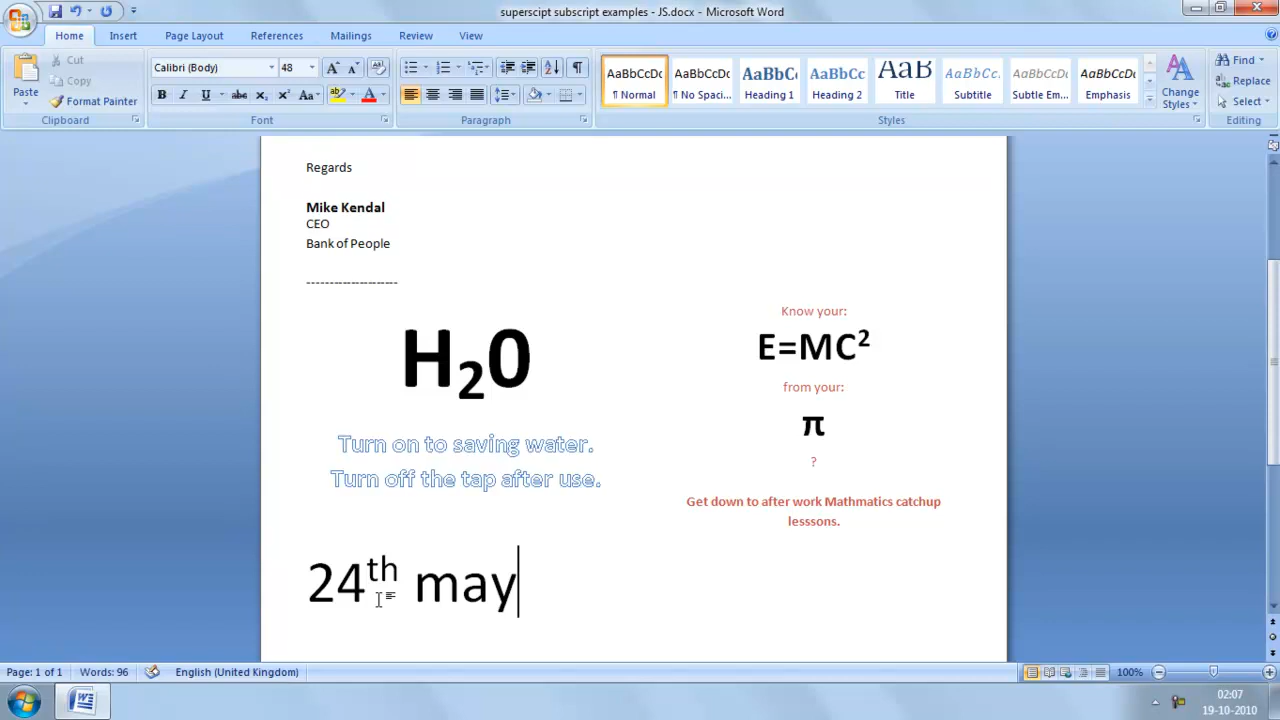 superscipt subscript examples - JS.docx - Microsoft Word
Home Insert Page Layout References Mailings Review View
Cut
Copy
Format Painter
Paste
Clipboard
Calibri (Body) 48
B I U abc x₂ x² Aa
Font
Paragraph
AaBbCcDc AaBbCcDc AaBbC AaBbCc AaB AaBbCc. AaBbCcDc AaBbCcDc
¶ Normal ¶ No Spaci... Heading 1 Heading 2 Title Subtitle Subtle Em... Emphasis
Change Styles
Styles
Find
Replace
Select
Editing
Regards
Mike Kendal
CEO
Bank of People
--------------------
H₂0
Turn on to saving water.
Turn off the tap after use.
Know your:
E=MC²
from your:
π
?
Get down to after work Mathmatics catchup
lesssons.
24ᵗʰ may
Page: 1 of 1 Words: 96 English (United Kingdom) 100%
02:07
19-10-2010